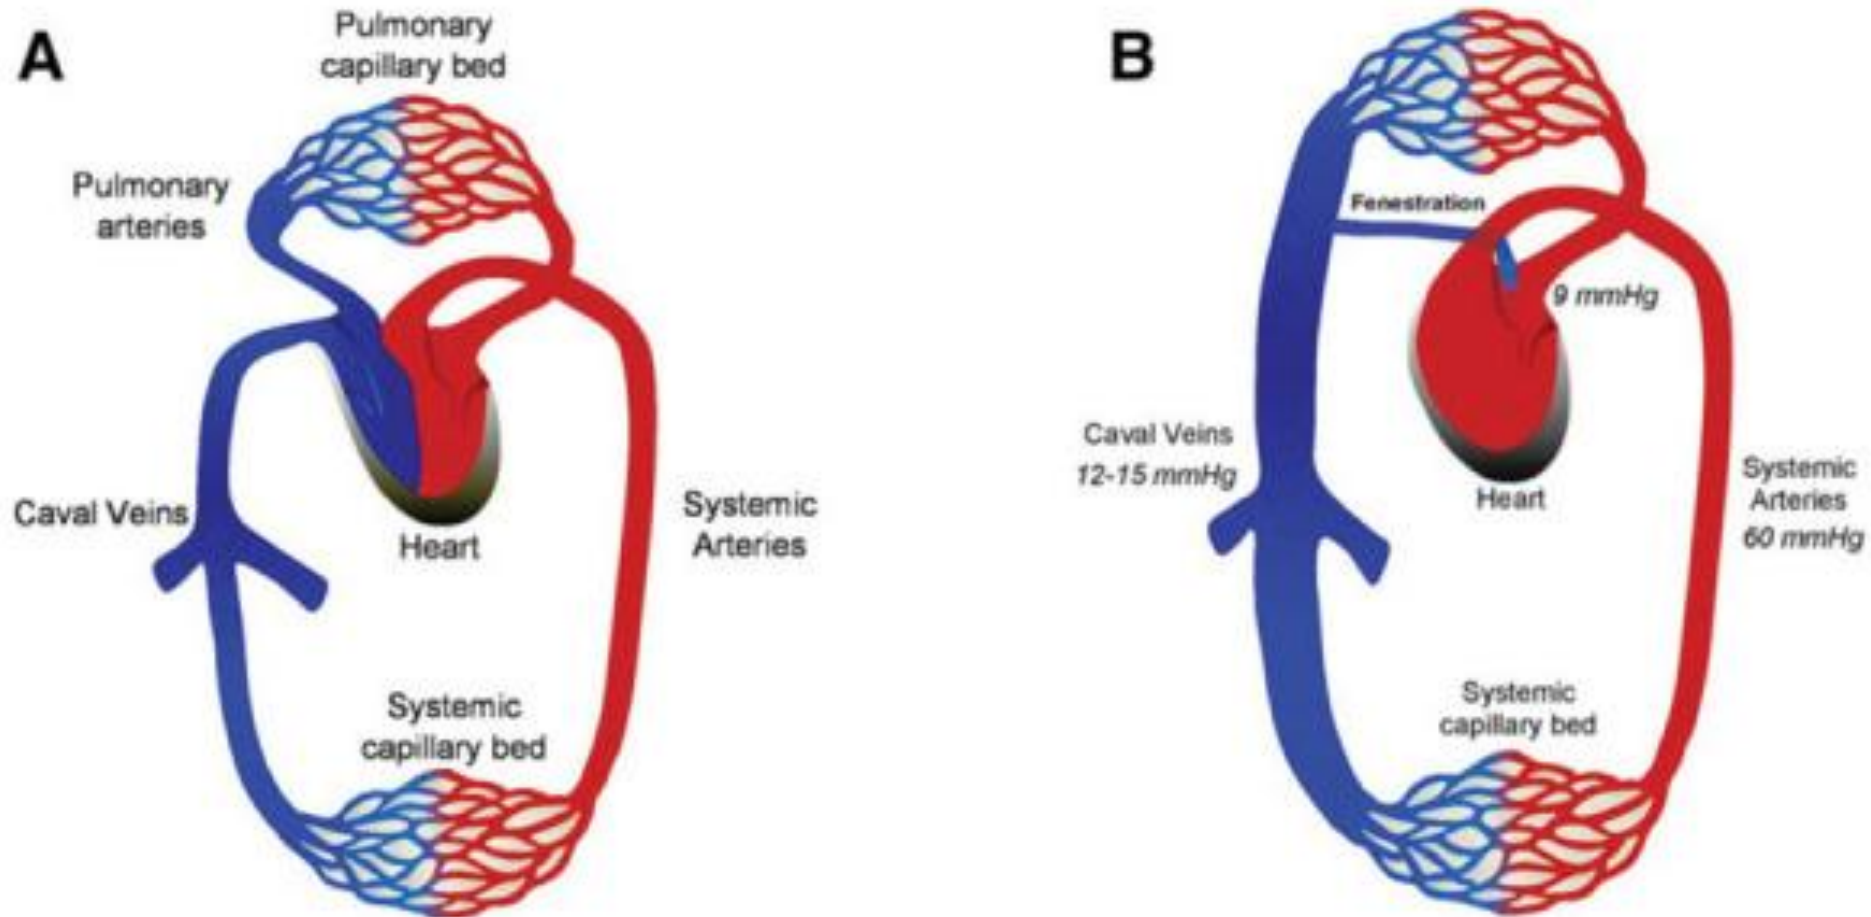 A
Pulmonary
capillary bed
Pulmonary
arteries
Caval Veins
Heart
Systemic
Arteries
Systemic
capillary bed
B
Fenestration
9 mmHg
Caval Veins
12-15 mmHg
Heart
Systemic
Arteries
60 mmHg
Systemic
capillary bed